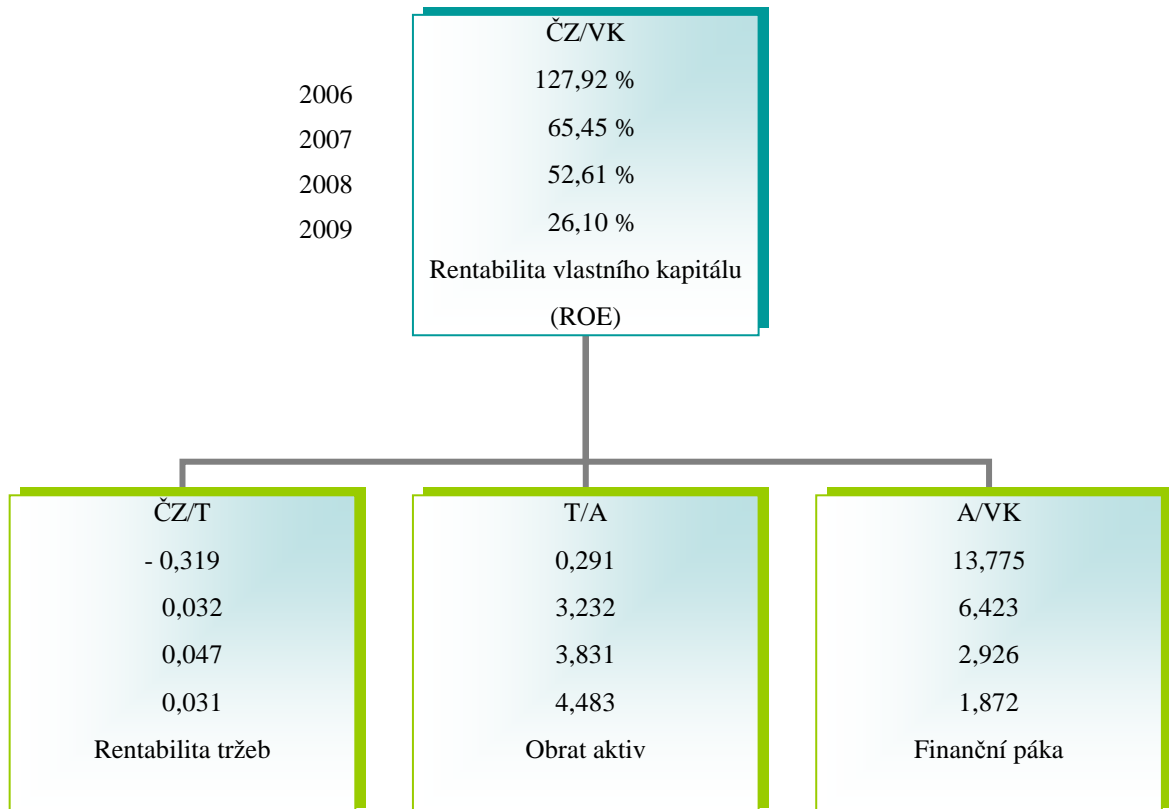 ČZ/VK
2006
127,92 %
2007
65,45 %
2008
52,61 %
2009
26,10 %
Rentabilita vlastního kapitálu
(ROE)
ČZ/T
- 0,319
0,032
0,047
0,031
Rentabilita tržeb
T/A
0,291
3,232
3,831
4,483
Obrat aktiv
A/VK
13,775
6,423
2,926
1,872
Finanční páka